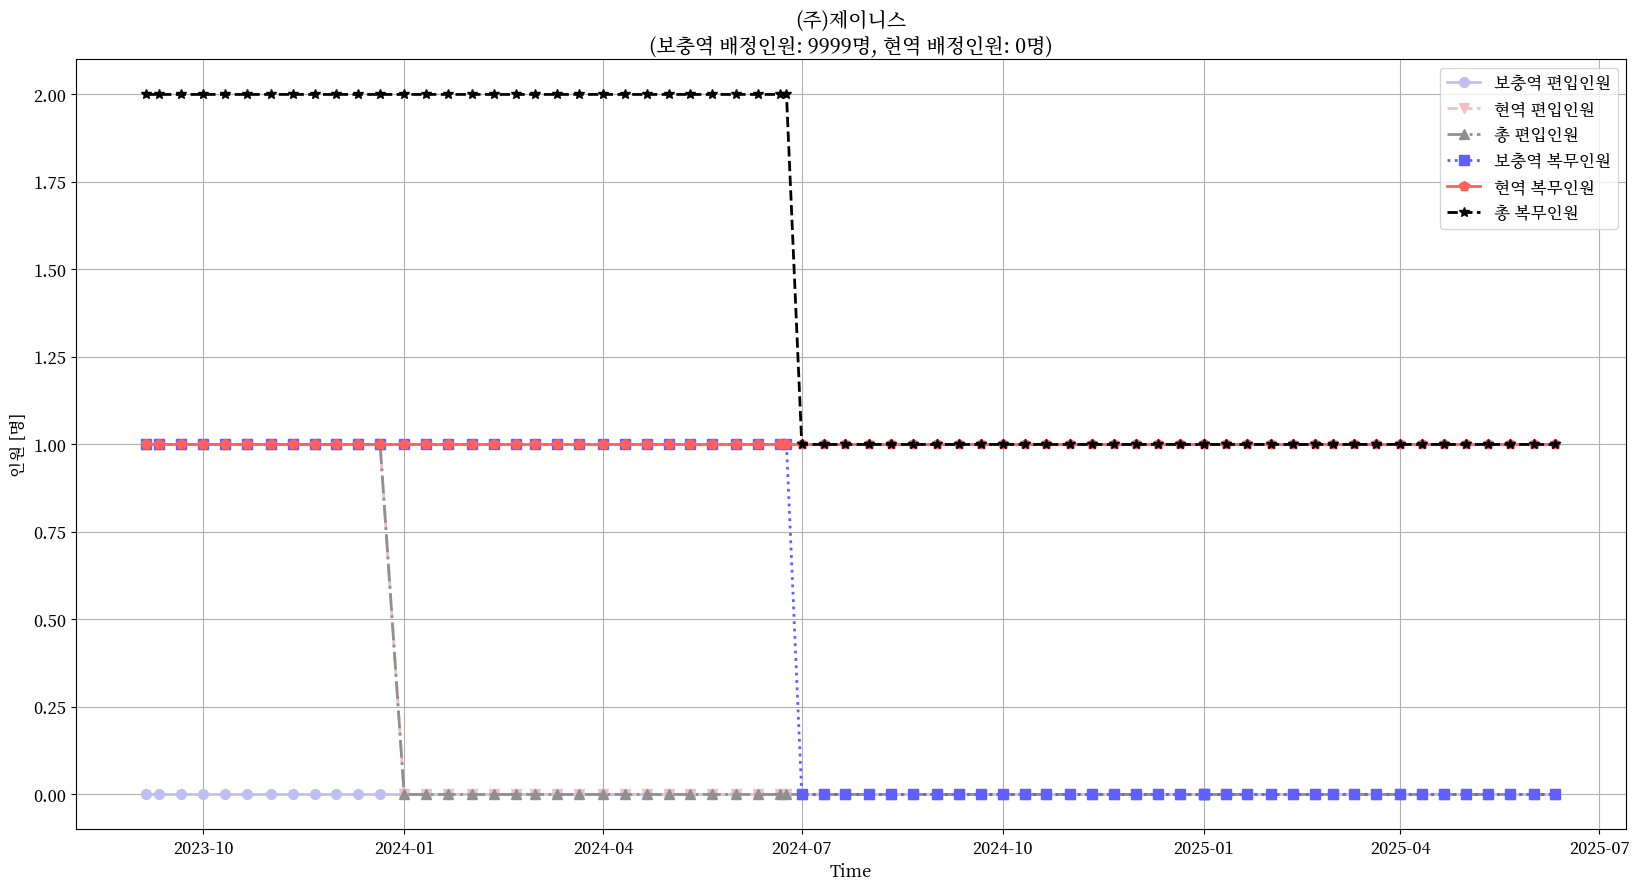 (주)제이니스
(보충역 배정인원: 9999명, 현역 배정인원: 0명)
보충역 편입인원
현역 편입인원
총 편입인원
보충역 복무인원
현역 복무인원
총 복무인원
인원 [명]
2.00
1.75
1.50
1.25
1.00
0.75
0.50
0.25
0.00
2023-10
2024-01
2024-04
2024-07
2024-10
2025-01
2025-04
2025-07
Time